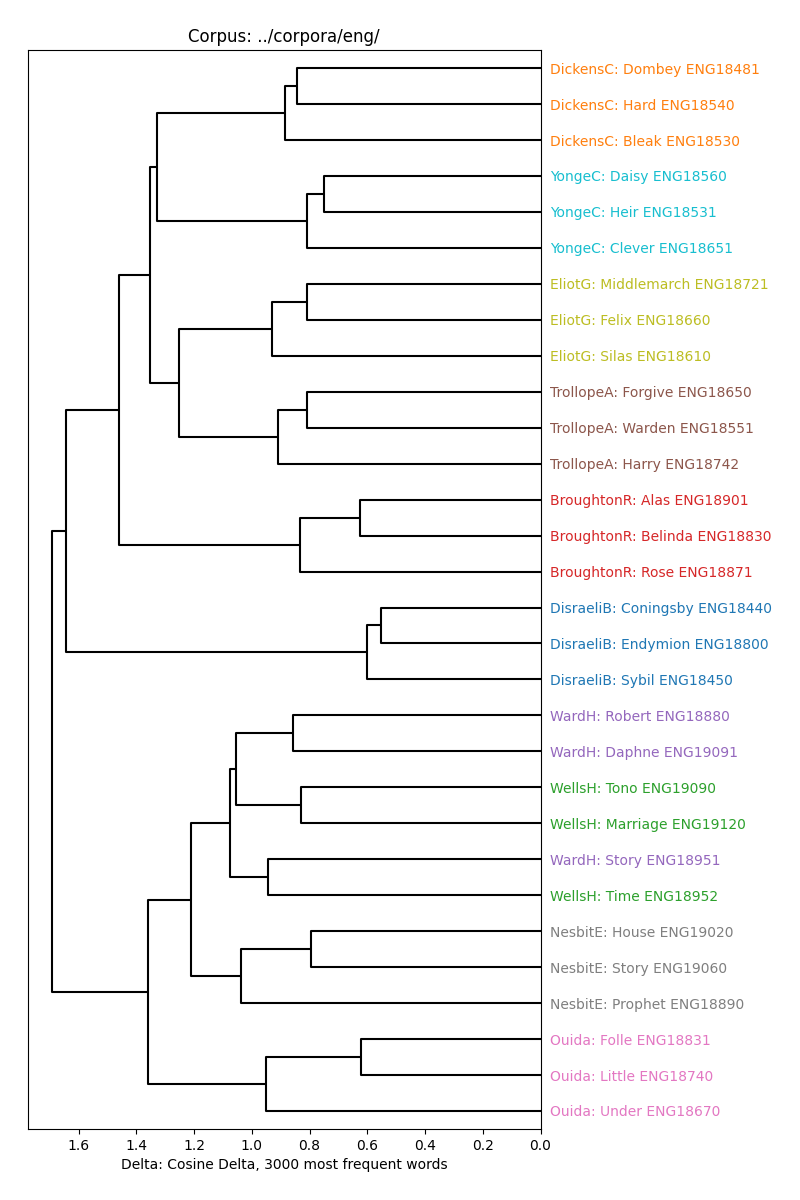 Corpus: ../corpora/eng/
DickensC: Dombey ENG18481
DickensC: Hard ENG18540
DickensC: Bleak ENG18530
YongeC: Daisy ENG18560
YongeC: Heir ENG18531
YongeC: Clever ENG18651
EliotG: Middlemarch ENG18721
EliotG: Felix ENG18660
EliotG: Silas ENG18610
TrollopeA: Forgive ENG18650
TrollopeA: Warden ENG18551
TrollopeA: Harry ENG18742
BroughtonR: Alas ENG18901
BroughtonR: Belinda ENG18830
BroughtonR: Rose ENG18871
DisraeliB: Coningsby ENG18440
DisraeliB: Endymion ENG18800
DisraeliB: Sybil ENG18450
WardH: Robert ENG18880
WardH: Daphne ENG19091
WellsH: Tono ENG19090
WellsH: Marriage ENG19120
WardH: Story ENG18951
WellsH: Time ENG18952
NesbitE: House ENG19020
NesbitE: Story ENG19060
NesbitE: Prophet ENG18890
Ouida: Folle ENG18831
Ouida: Little ENG18740
Ouida: Under ENG18670
1.6 1.4 1.2 1.0 0.8 0.6 0.4 0.2 0.0
Delta: Cosine Delta, 3000 most frequent words